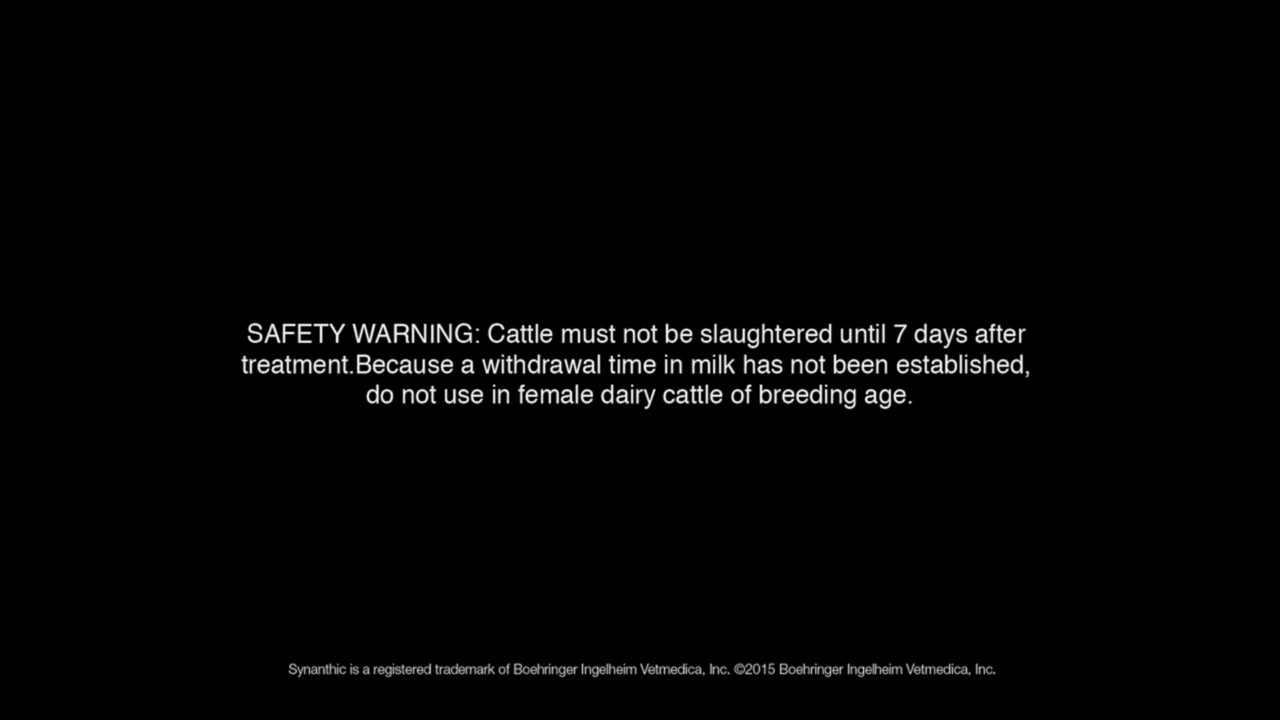 SAFETY WARNING: Cattle must not be slaughtered until 7 days after
treatment.Because a withdrawal time in milk has not been established,
do not use in female dairy cattle of breeding age.
Synanthic is a registered trademark of Boehringer Ingelheim Vetmedica, Inc. ©2015 Boehringer Ingelheim Vetmedica, Inc.